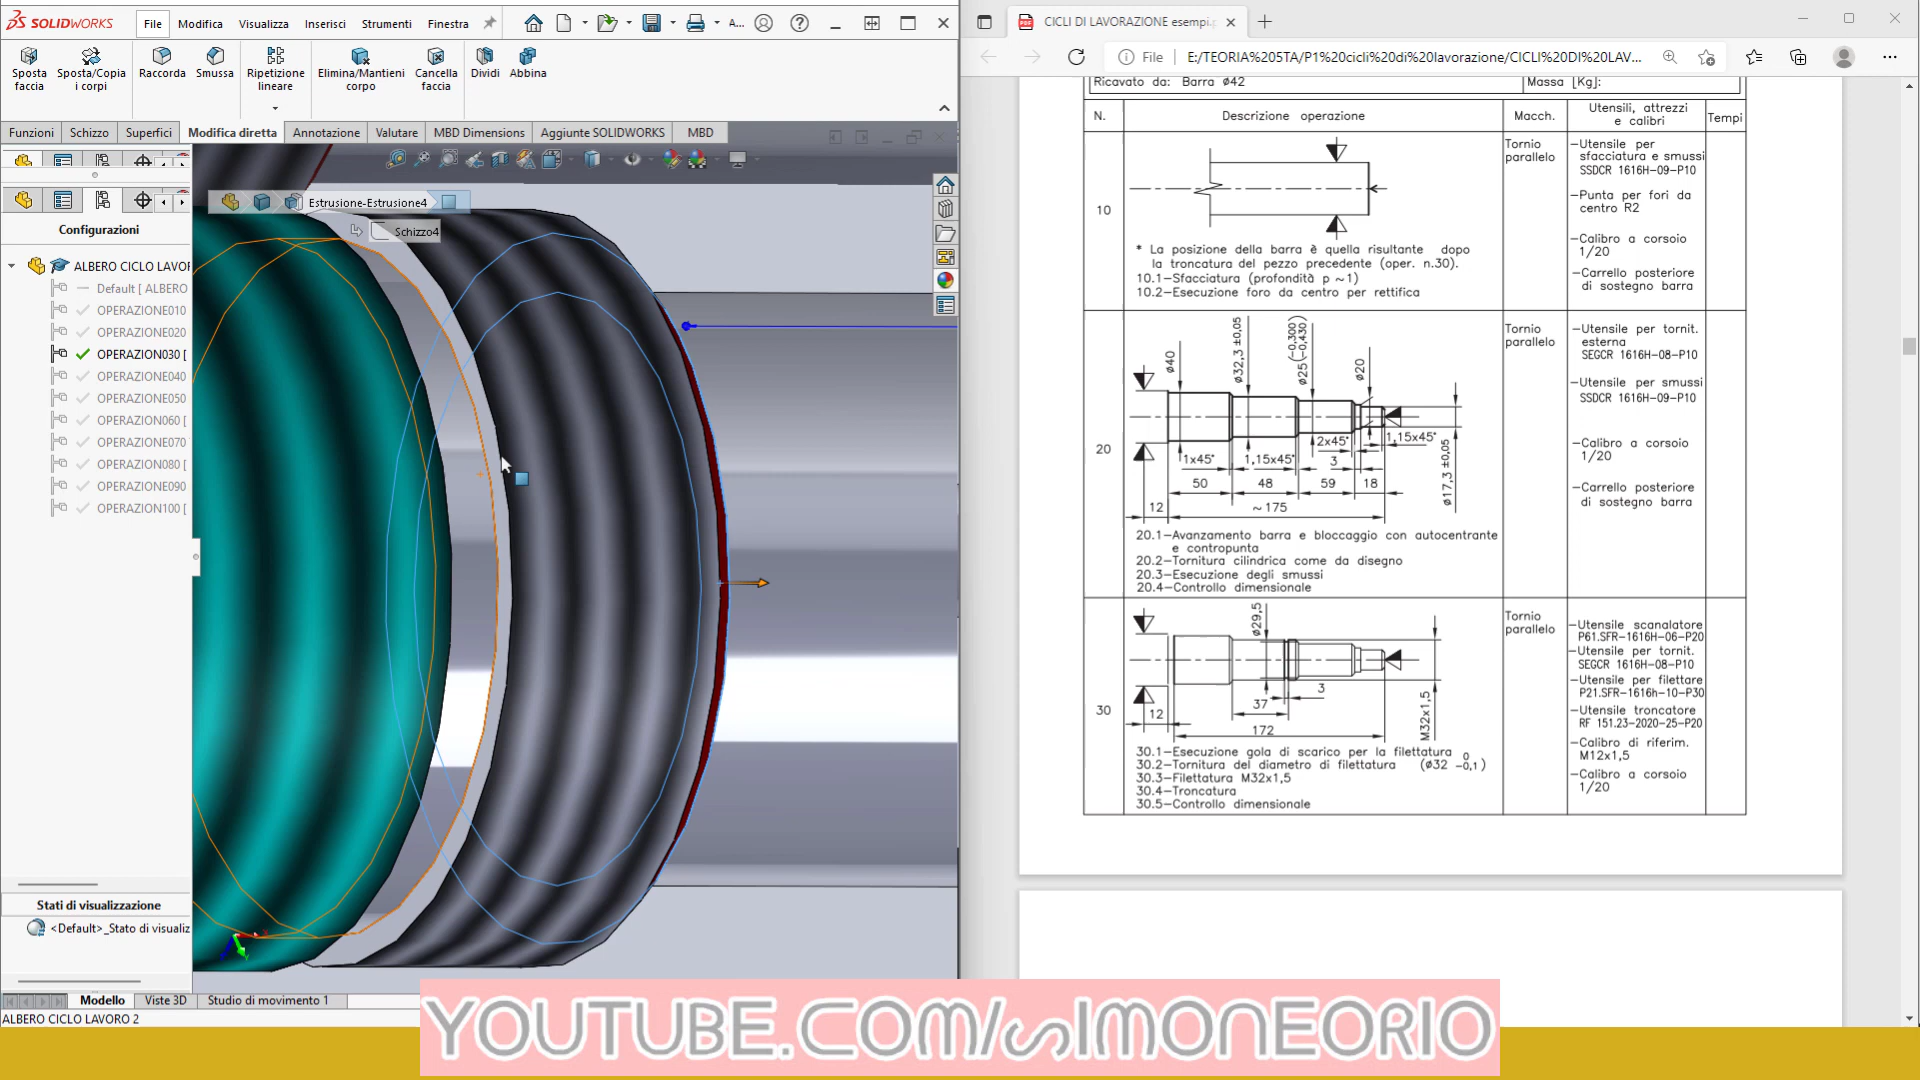 SOLIDWORKS
File Modifica Visualizza Inserisci Strumenti Finestra
A...
Sposta faccia
Sposta/Copia i corpi
Raccorda
Smussa
Ripetizione lineare
Elimina/Mantieni corpo
Cancella faccia
Dividi
Abbina
Funzioni Schizzo Superfici Modifica diretta Annotazione Valutare MBD Dimensions Aggiunte SOLIDWORKS MBD
Estrusione-Estrusione4
Schizzo4
Configurazioni
ALBERO CICLO LAVOR
Default [ ALBERO
OPERAZIONE010
OPERAZIONE020
OPERAZION030 [
OPERAZIONE040
OPERAZIONE050
OPERAZIONE060 [
OPERAZIONE070
OPERAZIONE080 [
OPERAZIONE090
OPERAZION100 [
Stati di visualizzazione
<Default>_Stato di visualiz
Modello Viste 3D Studio di movimento 1
ALBERO CICLO LAVORO 2
CICLI DI LAVORAZIONE esempi.p
File E:/TEORIA%205TA/P1%20cicli%20di%20lavorazione/CICLI%20DI%20LAV...
Ricavato da: Barra ø42
Massa [Kg]:
N.
Descrizione operazione
Macch.
Utensili, attrezzi
e calibri
Tempi
10
* La posizione della barra è quella risultante dopo
la troncatura del pezzo precedente (oper. n.30).
10.1-Sfacciatura (profondità p ~1)
10.2-Esecuzione foro da centro per rettifica
Tornio
parallelo
-Utensile per
sfacciatura e smussi
SSDCR 1616H-09-P10
-Punta per fori da
centro R2
-Calibro a corsoio
1/20
-Carrello posteriore
di sostegno barra
20
ø40
ø32,3 ±0,05
ø25(-0,300 -0,430)
ø20
1x45°
1,15x45°
2x45°
3
1,15x45°
ø17,3 ±0,05
50
48
59
18
12
~175
20.1-Avanzamento barra e bloccaggio con autocentrante
e contropunta
20.2-Tornitura cilindrica come da disegno
20.3-Esecuzione degli smussi
20.4-Controllo dimensionale
Tornio
parallelo
-Utensile per tornit.
esterna
SEGCR 1616H-08-P10
-Utensile per smussi
SSDCR 1616H-09-P10
-Calibro a corsoio
1/20
-Carrello posteriore
di sostegno barra
30
ø29,5
3
37
12
172
M32x1,5
30.1-Esecuzione gola di scarico per la filettatura
30.2-Tornitura del diametro di filettatura (ø32 0 -0,1)
30.3-Filettatura M32x1,5
30.4-Troncatura
30.5-Controllo dimensionale
Tornio
parallelo
-Utensile scanalatore
P61.SFR-1616H-06-P20
-Utensile per tornit.
SEGCR 1616H-08-P10
-Utensile per filettare
P21.SFR-1616h-10-P30
-Utensile troncatore
RF 151.23-2020-25-P20
-Calibro di riferim.
M12x1,5
-Calibro a corsoio
1/20
YOUTUBE.COM/SIMONEORIO